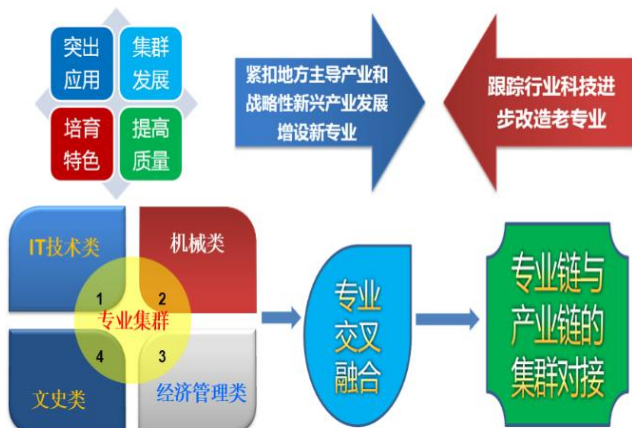 突出
应用
集群
发展
培育
特色
提高
质量
紧扣地方主导产业和
战略性新兴产业发展
增设新专业
跟踪行业科技进
步改造老专业
IT技术类
机械类
1
2
专业集群
4
3
文史类
经济管理类
专业
交叉
融合
专业链与
产业链的
集群对接